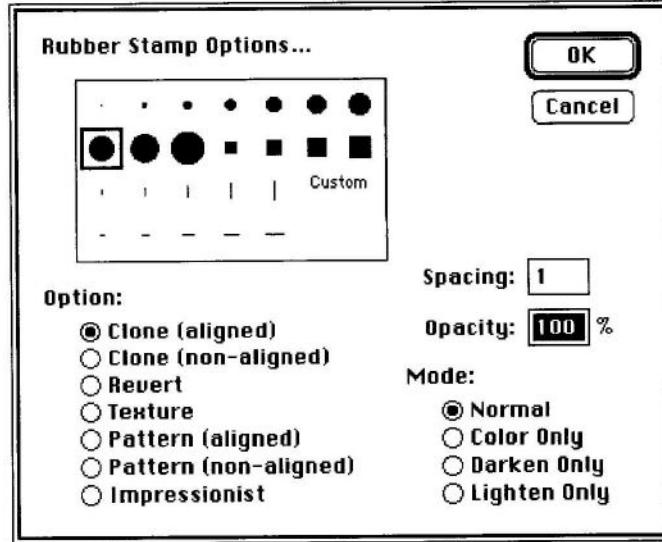 Rubber Stamp Options...
OK
Cancel
Custom
Spacing: 1
Opacity: 100 %
Option:
Clone (aligned)
Clone (non-aligned)
Revert
Texture
Pattern (aligned)
Pattern (non-aligned)
Impressionist
Mode:
Normal
Color Only
Darken Only
Lighten Only